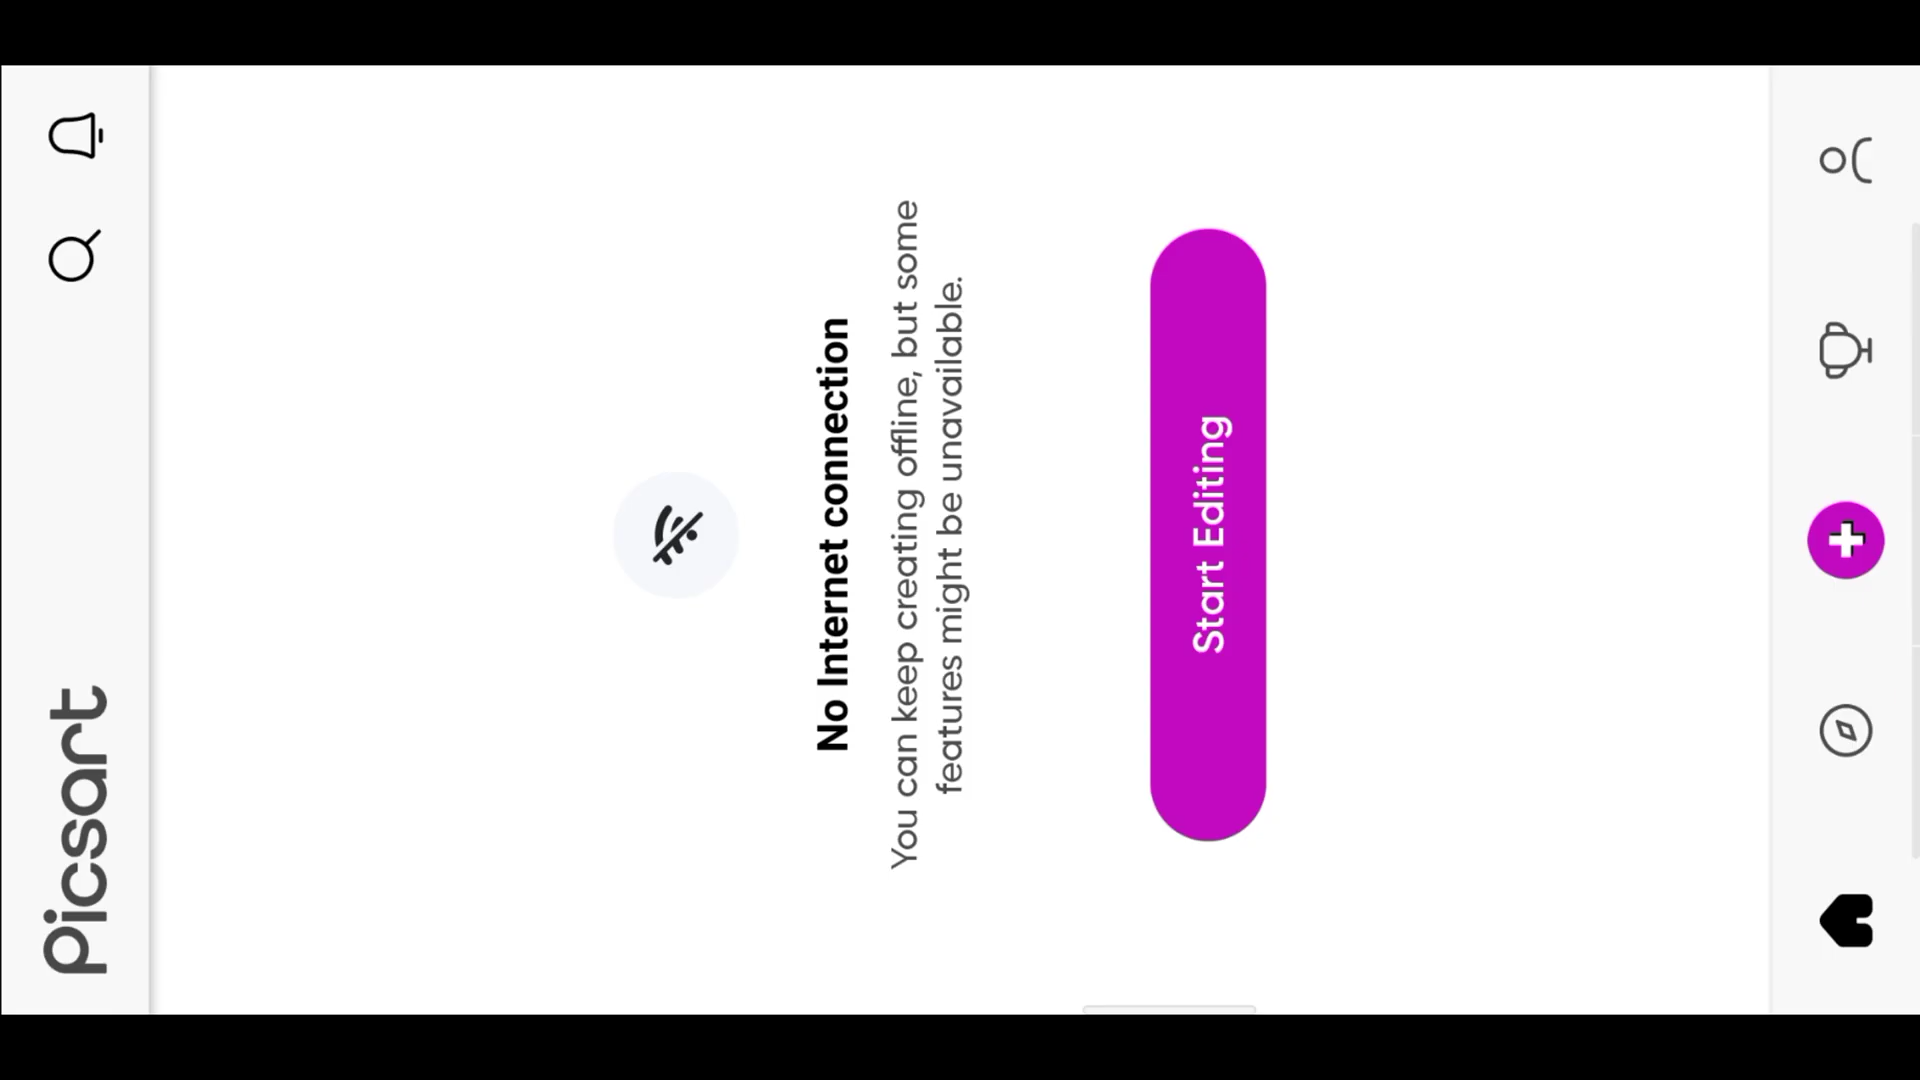 picsart
No Internet connection
You can keep creating offline, but some
features might be unavailable.
Start Editing